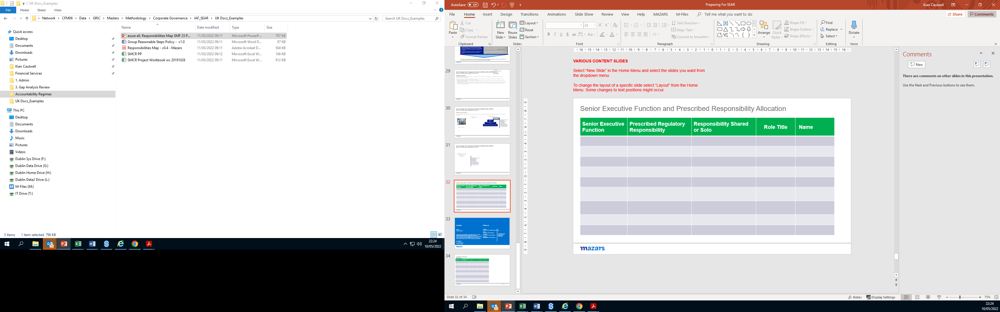 UK Docs_Examples
File
Home
Share
View
Network
CFM06
Data
GRIC
Masters
Methodology
Corporate Governance
IAF_SEAR
UK Docs_Examples
Search UK Docs_Examples
Name
Date modified
Type
Size
esure eIL Responsibilities Map SMF 23 P... 11/03/2022 09:11 Microsoft PowerP... 797 KB
Group Reasonable Steps Policy - v1.0 11/03/2022 09:11 Microsoft Word D... 97 KB
Responsibilities Map - v0.4 - Mazars 11/03/2022 09:11 Adobe Acrobat D... 504 KB
SMCR PP 11/03/2022 09:12 Microsoft Excel W... 106 KB
SMCR Project Workbook wc 20191028 11/03/2022 09:11 Microsoft Excel W... 912 KB
Quick access
Desktop
Documents
Downloads
Pictures
Kian Caulwell
Financial Services
1. Admin
3. Gap Analysis Review
Accountability Regimes
UK Docs_Examples
This PC
Desktop
Documents
Downloads
Music
Pictures
Videos
Dublin Sys Drive (F:)
Dublin Data Drive (G:)
Dublin Home Drive (H:)
Dublin Data2 Drive (L:)
M-Files (M:)
IT Drive (T:)
5 items 1 item selected 796 KB
22:24
10/05/2022
AutoSave Off
Preparing For SEAR
Kian Caulwell
File
Home
Insert
Design
Transitions
Animations
Slide Show
Review
View
Help
MAZARS
M-Files
Tell me what you want to do
Share
Comments
Paste
Cut
Copy
Format Painter
Clipboard
New Slide
Reuse Slides
Layout
Reset
Section
Slides
24
Font
Text Direction
Align Text
Convert to SmartArt
Paragraph
Arrange
Quick Styles
Shape Fill
Shape Outline
Shape Effects
Drawing
Find
Replace
Select
Editing
Dictate
Voice
29
30
31
32
33
34
VARIOUS CONTENT SLIDES
Select “New Slide” in the Home Menu and select the slides you want from
the dropdown menu.
To change the layout of a specific slide select “Layout” from the Home
Menu. Some changes to text positions might occur.
Senior Executive Function and Prescribed Responsibility Allocation
Senior Executive Function
Prescribed Regulatory Responsibility
Responsibility Shared or Solo
Role Title
Name
mazars
Comments
New
There are comments on other slides in this presentation.
Use the Next and Previous buttons to see them.
Slide 32 of 34
Notes
Display Settings
75%
22:24
10/05/2022